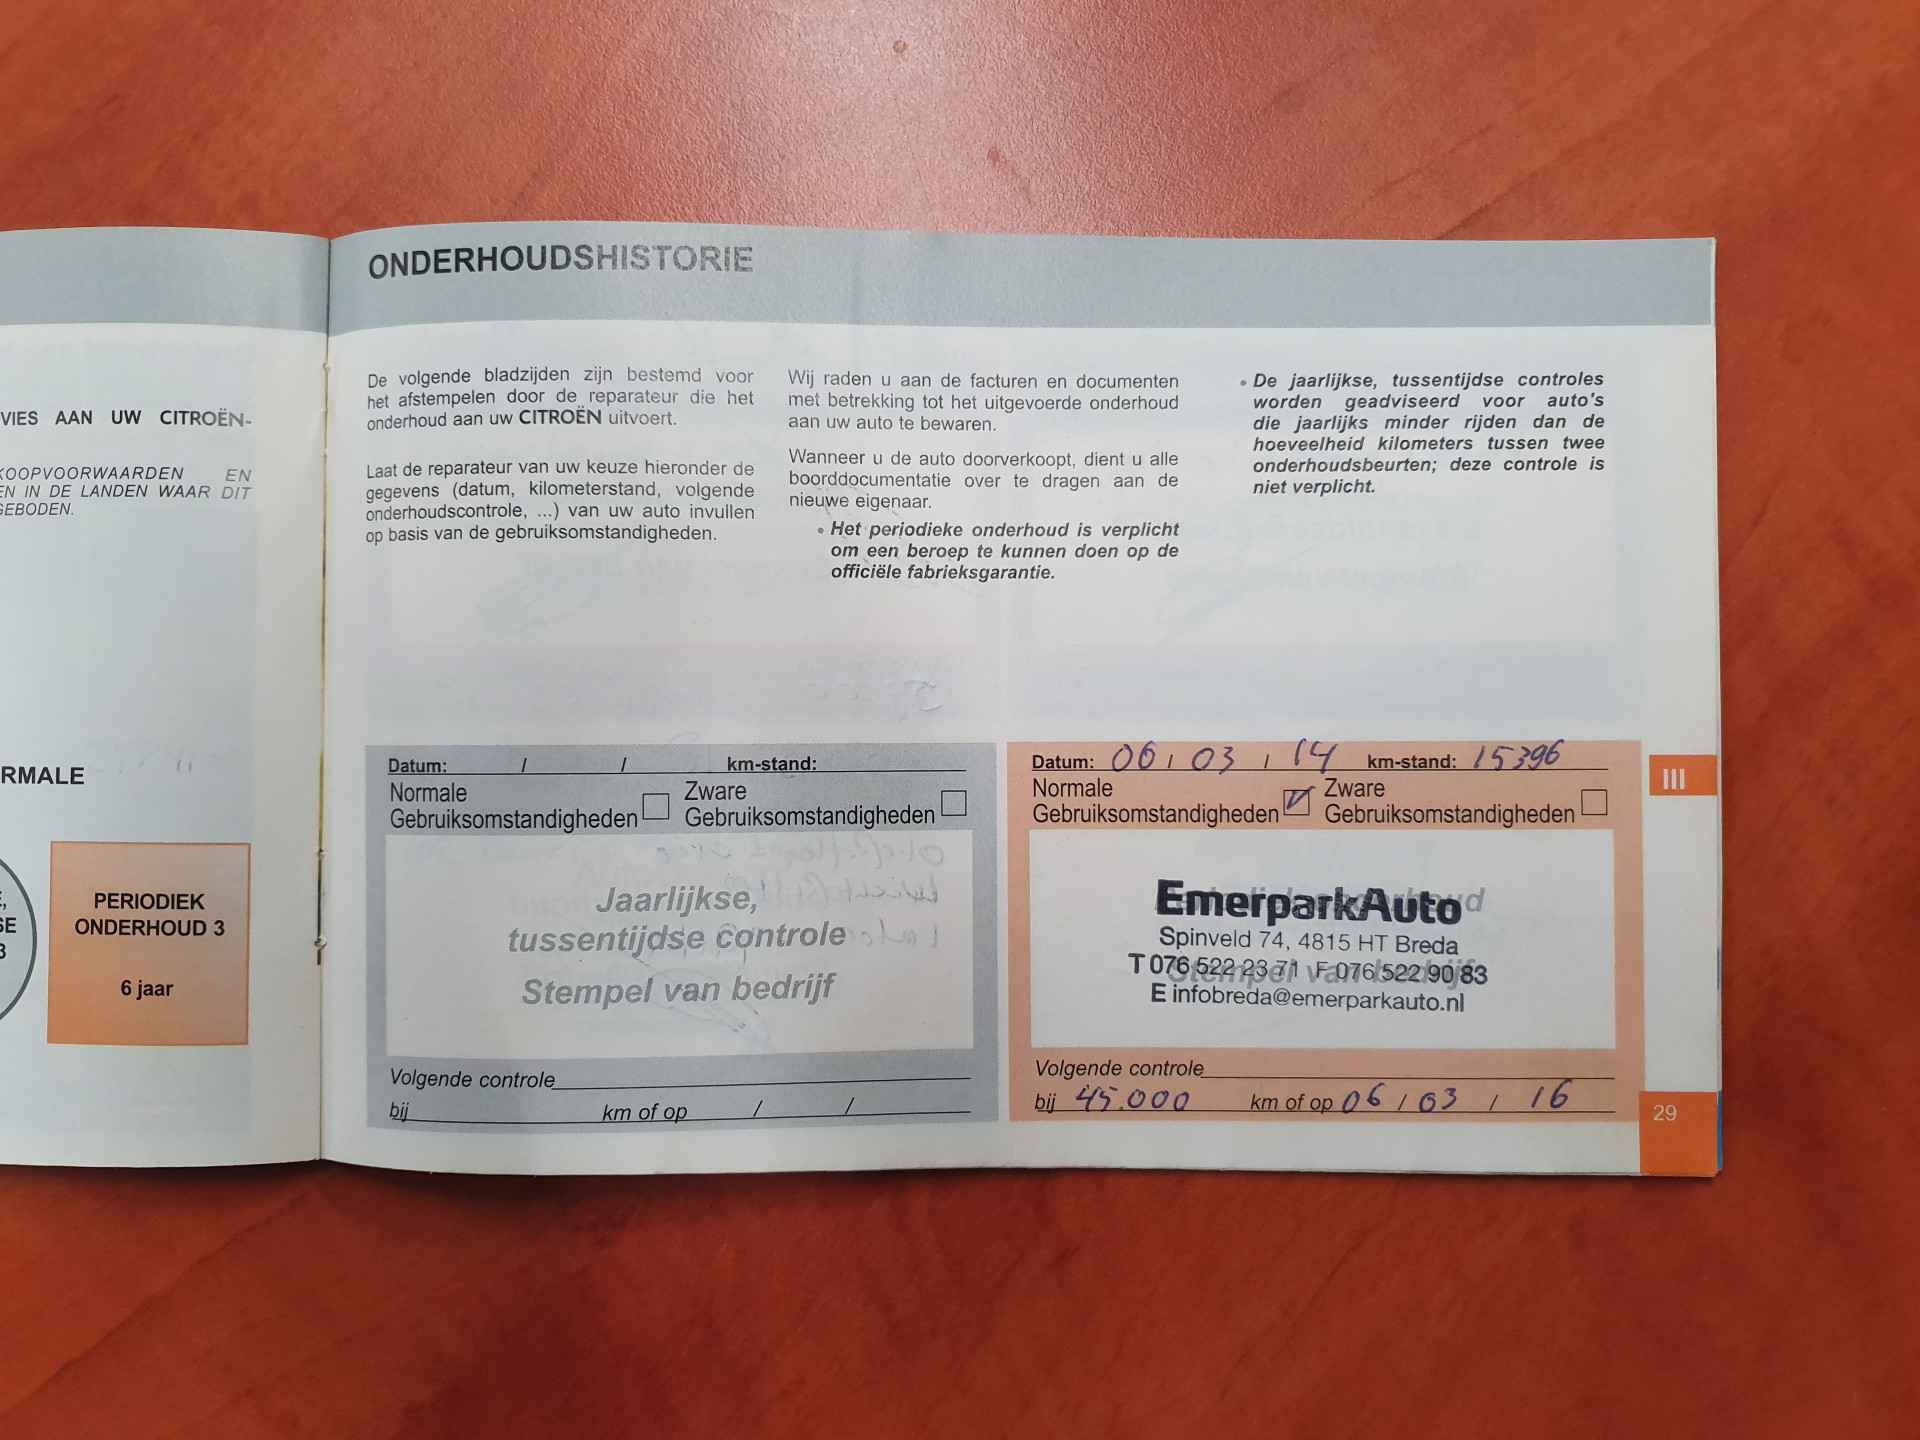 VIES AAN UW CITROËN-
KOOPVOORWAARDEN EN
EN IN DE LANDEN WAAR DIT
GEBODEN.
RMALE
PERIODIEK
ONDERHOUD 3
6 jaar
ONDERHOUDSHISTORIE
De volgende bladzijden zijn bestemd voor
het afstempelen door de reparateur die het
onderhoud aan uw CITROËN uitvoert.
Laat de reparateur van uw keuze hieronder de
gegevens (datum, kilometerstand, volgende
onderhoudscontrole, ...) van uw auto invullen
op basis van de gebruiksomstandigheden.
Wij raden u aan de facturen en documenten
met betrekking tot het uitgevoerde onderhoud
aan uw auto te bewaren.
Wanneer u de auto doorverkoopt, dient u alle
boorddocumentatie over te dragen aan de
nieuwe eigenaar.
• Het periodieke onderhoud is verplicht
om een beroep te kunnen doen op de
officiële fabrieksgarantie.
• De jaarlijkse, tussentijdse controles
worden geadviseerd voor auto's
die jaarlijks minder rijden dan de
hoeveelheid kilometers tussen twee
onderhoudsbeurten; deze controle is
niet verplicht.
Datum: / / km-stand:
Normale
Gebruiksomstandigheden
Zware
Gebruiksomstandigheden
Jaarlijkse,
tussentijdse controle
Stempel van bedrijf
Volgende controle
bij km of op / /
Datum: 06 / 03 / 14 km-stand: 15396
Normale
Gebruiksomstandigheden
Zware
Gebruiksomstandigheden
EmerparkAuto
Spinveld 74, 4815 HT Breda
T 076 522 23 71 F 076 522 90 83
E infobreda@emerparkauto.nl
Stempel van bedrijf
Volgende controle
bij 45.000 km of op 06 / 03 / 16
III
29